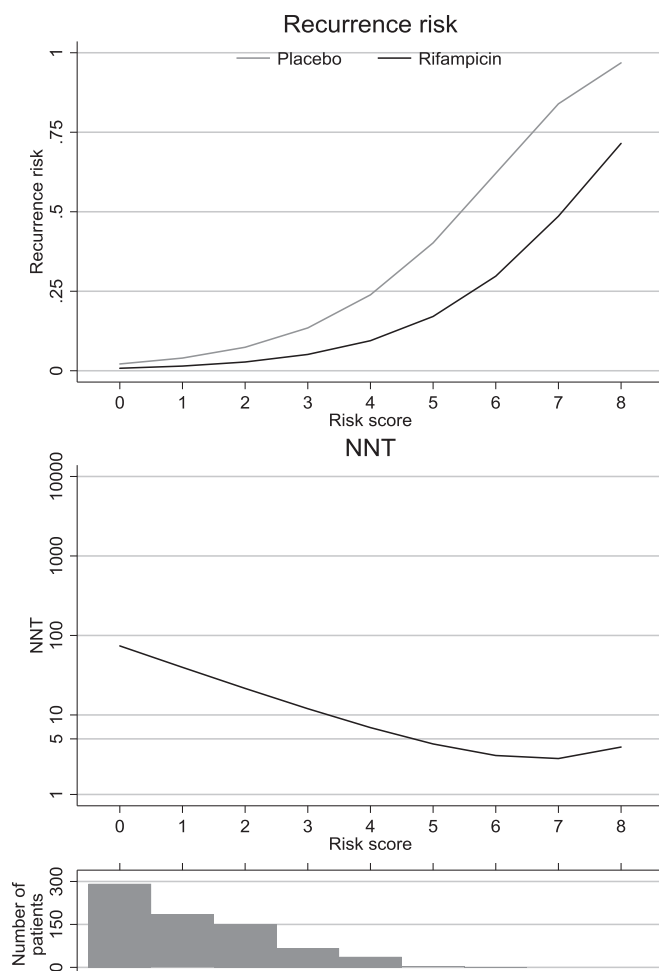 Recurrence risk
Placebo Rifampicin
Recurrence risk
1
.75
.5
.25
0
0 1 2 3 4 5 6 7 8
Risk score
NNT
NNT
10000
1000
100
10
5
1
0 1 2 3 4 5 6 7 8
Risk score
Number of
patients
300
150
0